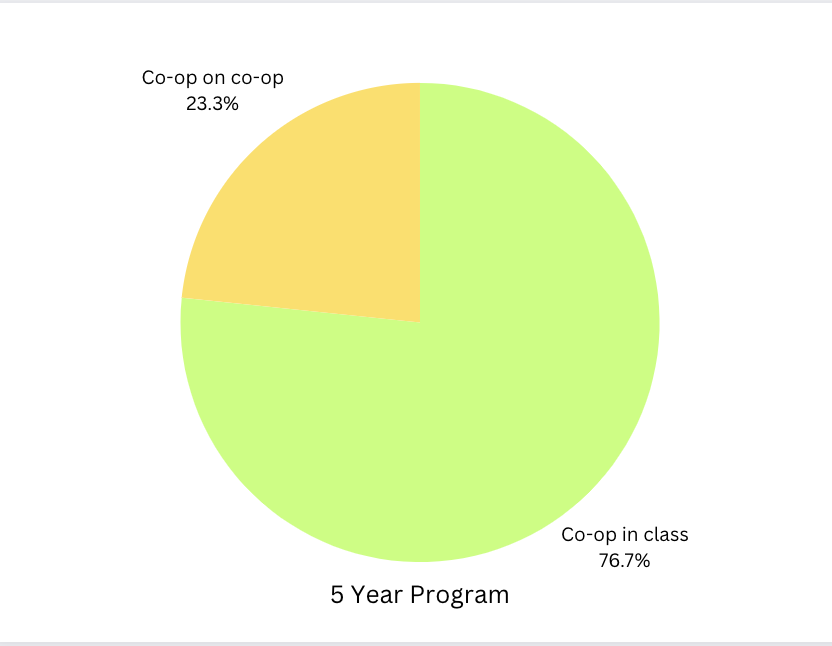 Co-op on co-op
23.3%
Co-op in class
76.7%
5 Year Program